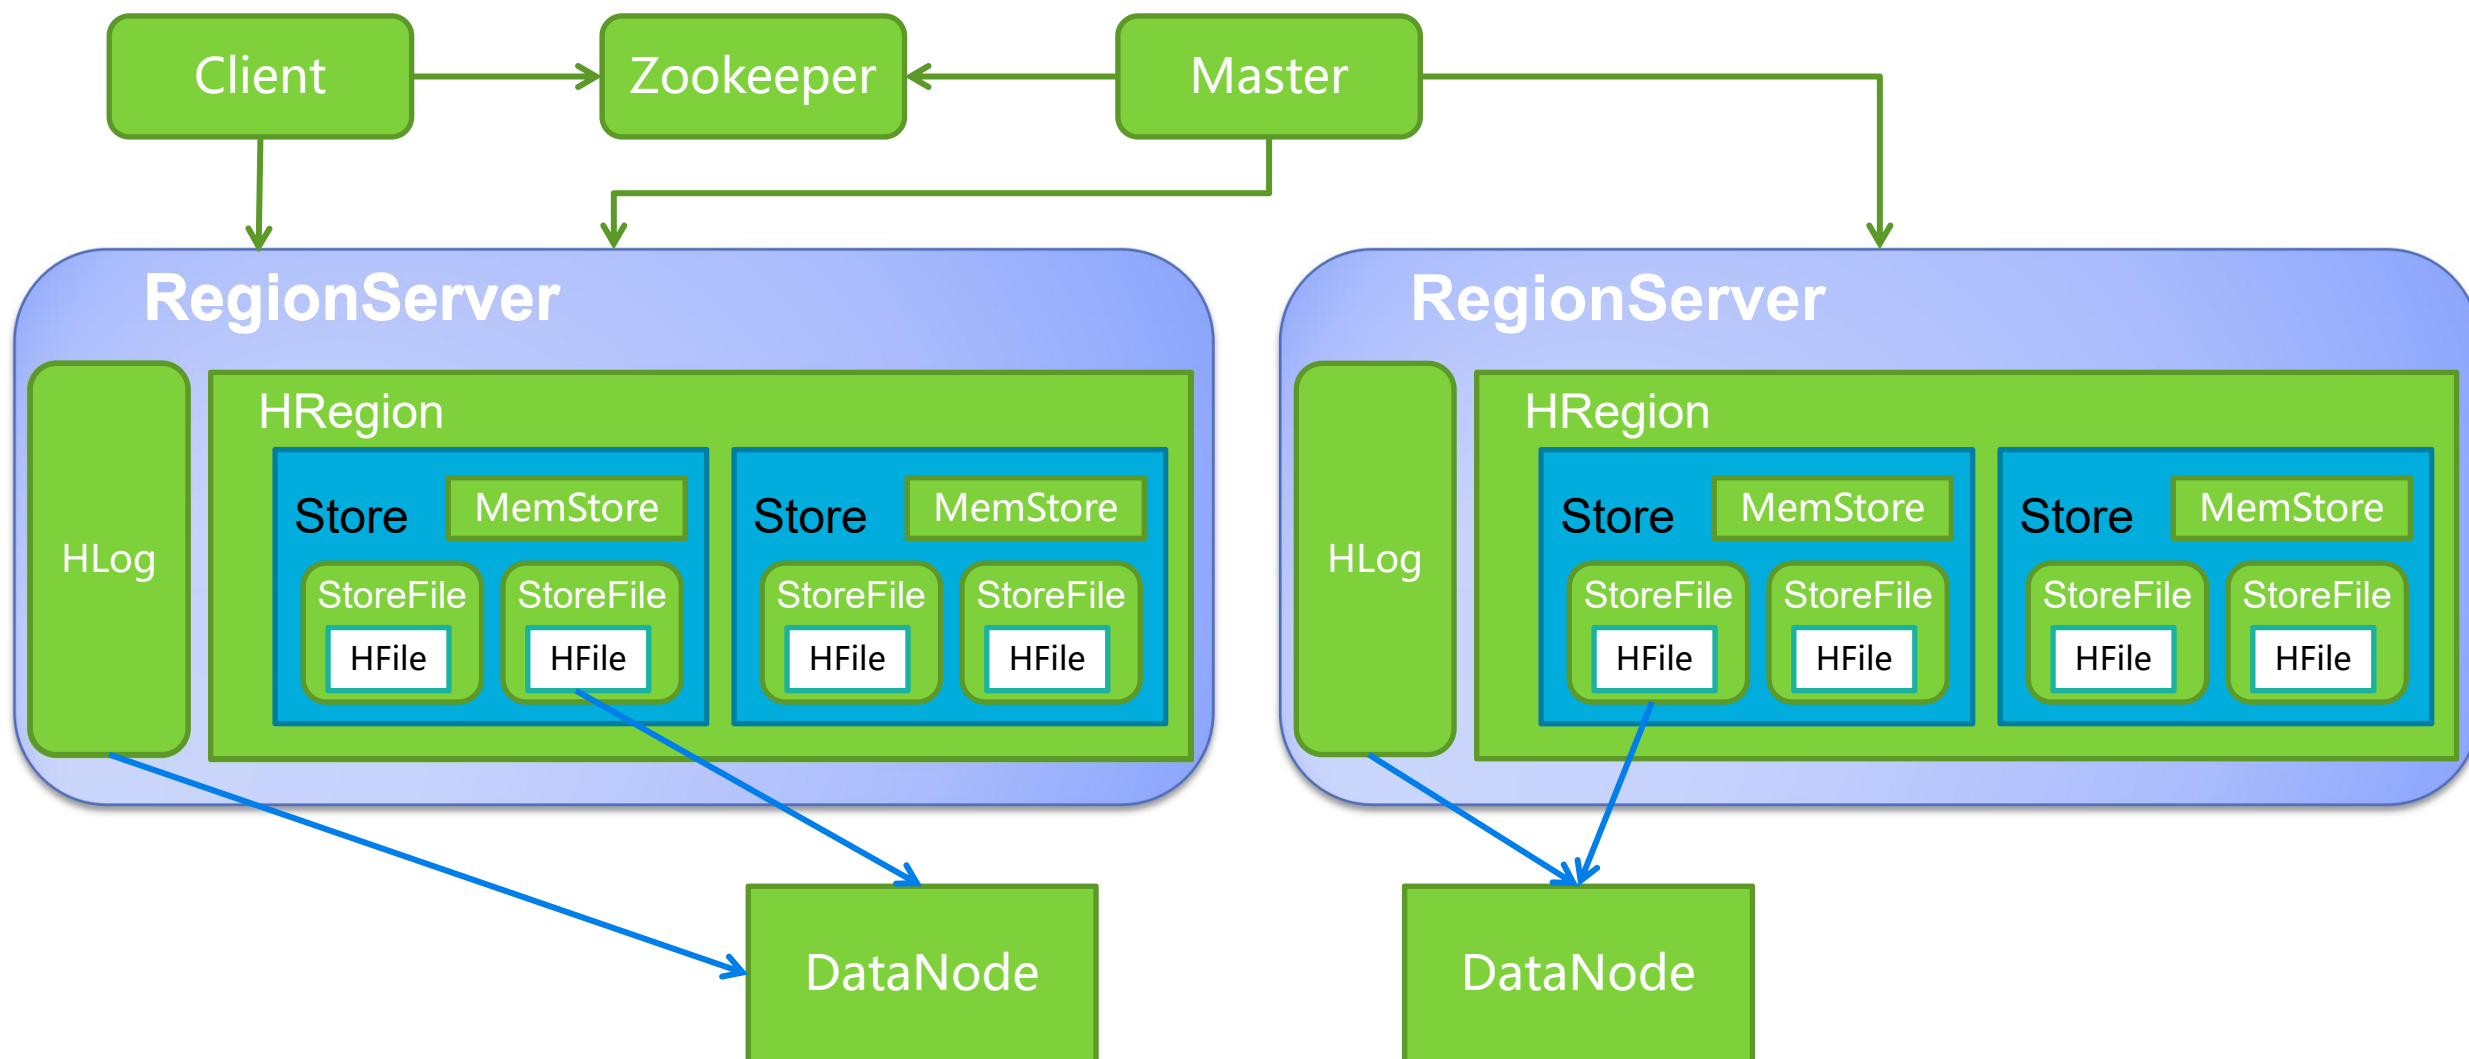 Client
Zookeeper
Master
RegionServer
HLog
HRegion
Store
MemStore
StoreFile
HFile
StoreFile
HFile
Store
MemStore
StoreFile
HFile
StoreFile
HFile
RegionServer
HLog
HRegion
Store
MemStore
StoreFile
HFile
StoreFile
HFile
Store
MemStore
StoreFile
HFile
StoreFile
HFile
DataNode
DataNode